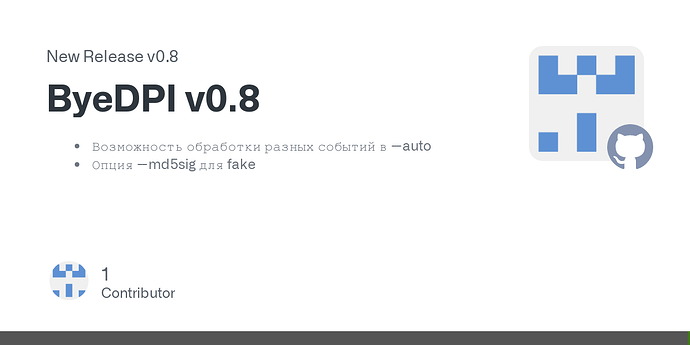 New Release v0.8
ByeDPI v0.8
• Возможность обработки разных событий в —auto
• Опция —md5sig для fake
1
Contributor